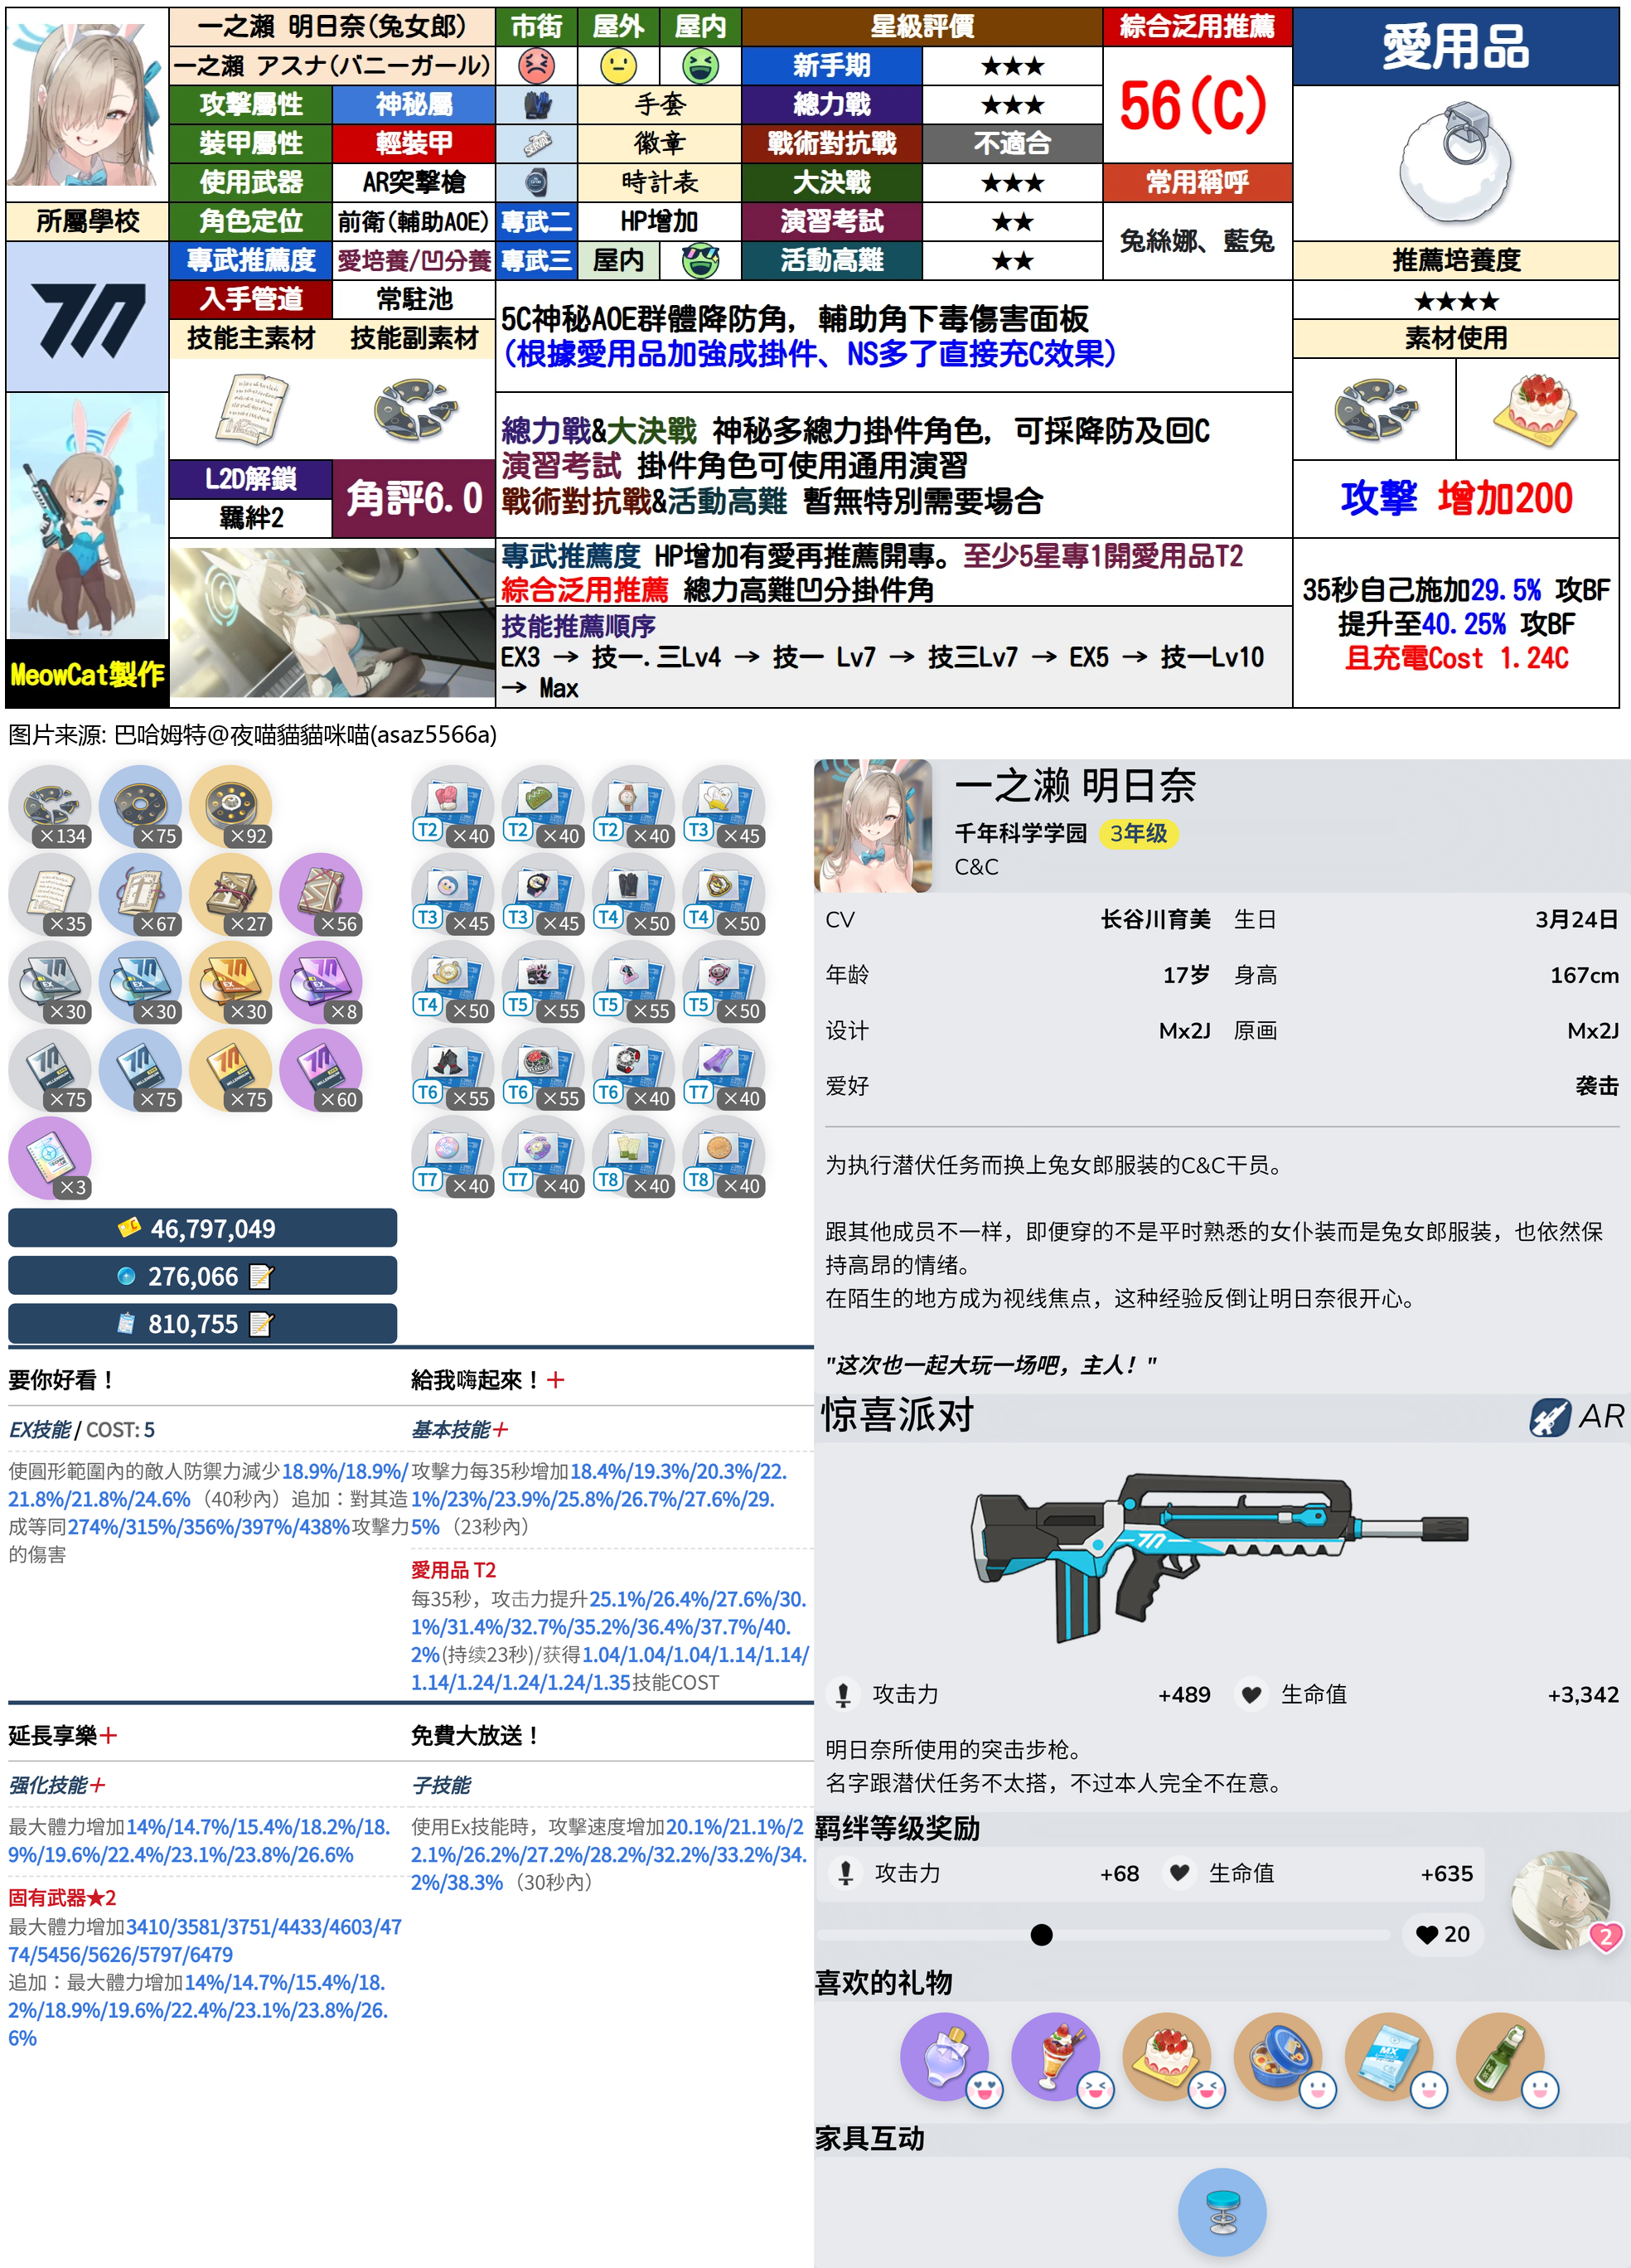 一之瀨 明日奈(兔女郎)
市街 屋外 屋内
星級評價
綜合泛用推薦
愛用品
一之瀨 アスナ(バニーガール)
新手期 ★★★
56(C)
攻擊屬性 神秘屬
手套
總力戰 ★★★
裝甲屬性 輕裝甲
徽章
戰術對抗戰 不適合
使用武器 AR突擊槍
時計表
大決戰 ★★★
常用稱呼
所屬學校
角色定位 前衛(輔助AOE)
專武二 HP增加
演習考試 ★★
兔絲娜、藍兔
專武推薦度 愛培養/凹分養
專武三 屋内
活動高難 ★★
推薦培養度
入手管道 常駐池
★★★★
技能主素材 技能副素材
5C神秘AOE群體降防角, 輔助角下毒傷害面板
(根據愛用品加強成掛件、NS多了直接充C效果)
素材使用
總力戰&大決戰 神秘多總力掛件角色, 可採降防及回C
演習考試 掛件角色可使用通用演習
戰術對抗戰&活動高難 暫無特別需要場合
L2D解鎖
羈絆2
角評6.0
攻擊 增加200
專武推薦度 HP增加有愛再推薦開專。至少5星專1開愛用品T2
綜合泛用推薦 總力高難凹分掛件角
35秒自己施加29.5% 攻BF
提升至40.25% 攻BF
且充電Cost 1.24C
技能推薦順序
EX3 → 技一.三Lv4 → 技一 Lv7 → 技三Lv7 → EX5 → 技一Lv10
→ Max
MeowCat製作
图片来源: 巴哈姆特@夜喵貓貓咪喵(asaz5566a)
×134 ×75 ×92
×35 ×67 ×27 ×56
×30 ×30 ×30 ×8
×75 ×75 ×75 ×60
×3
46,797,049
276,066
810,755
T2 ×40 T2 ×40 T2 ×40 T3 ×45
T3 ×45 T3 ×45 T4 ×50 T4 ×50
T4 ×50 T5 ×55 T5 ×55 T5 ×50
T6 ×55 T6 ×55 T6 ×40 T7 ×40
T7 ×40 T7 ×40 T8 ×40 T8 ×40
要你好看！
EX技能 / COST: 5
使圓形範圍內的敵人防禦力減少18.9%/18.9%/
21.8%/21.8%/24.6%（40秒內）追加：對其造
成等同274%/315%/356%/397%/438%攻擊力
的傷害
給我嗨起來！+
基本技能+
攻擊力每35秒增加18.4%/19.3%/20.3%/22.
1%/23%/23.9%/25.8%/26.7%/27.6%/29.
5%（23秒內）
愛用品 T2
每35秒，攻击力提升25.1%/26.4%/27.6%/30.
1%/31.4%/32.7%/35.2%/36.4%/37.7%/40.
2%(持续23秒)/获得1.04/1.04/1.04/1.14/1.14/
1.14/1.24/1.24/1.24/1.35技能COST
延長享樂+
强化技能+
最大體力增加14%/14.7%/15.4%/18.2%/18.
9%/19.6%/22.4%/23.1%/23.8%/26.6%
固有武器★2
最大體力增加3410/3581/3751/4433/4603/47
74/5456/5626/5797/6479
追加：最大體力增加14%/14.7%/15.4%/18.
2%/18.9%/19.6%/22.4%/23.1%/23.8%/26.
6%
免費大放送！
子技能
使用Ex技能時，攻擊速度增加20.1%/21.1%/2
2.1%/26.2%/27.2%/28.2%/32.2%/33.2%/34.
2%/38.3%（30秒內）
一之濑 明日奈
千年科学学园 3年级
C&C
CV 长谷川育美 生日 3月24日
年龄 17岁 身高 167cm
设计 Mx2J 原画 Mx2J
爱好 袭击
为执行潜伏任务而换上兔女郎服装的C&C干员。
跟其他成员不一样，即便穿的不是平时熟悉的女仆装而是兔女郎服装，也依然保
持高昂的情绪。
在陌生的地方成为视线焦点，这种经验反倒让明日奈很开心。
"这次也一起大玩一场吧，主人！"
惊喜派对 AR
攻击力 +489 生命值 +3,342
明日奈所使用的突击步枪。
名字跟潜伏任务不太搭，不过本人完全不在意。
羁绊等级奖励
攻击力 +68 生命值 +635
20
2
喜欢的礼物
MX
家具互动